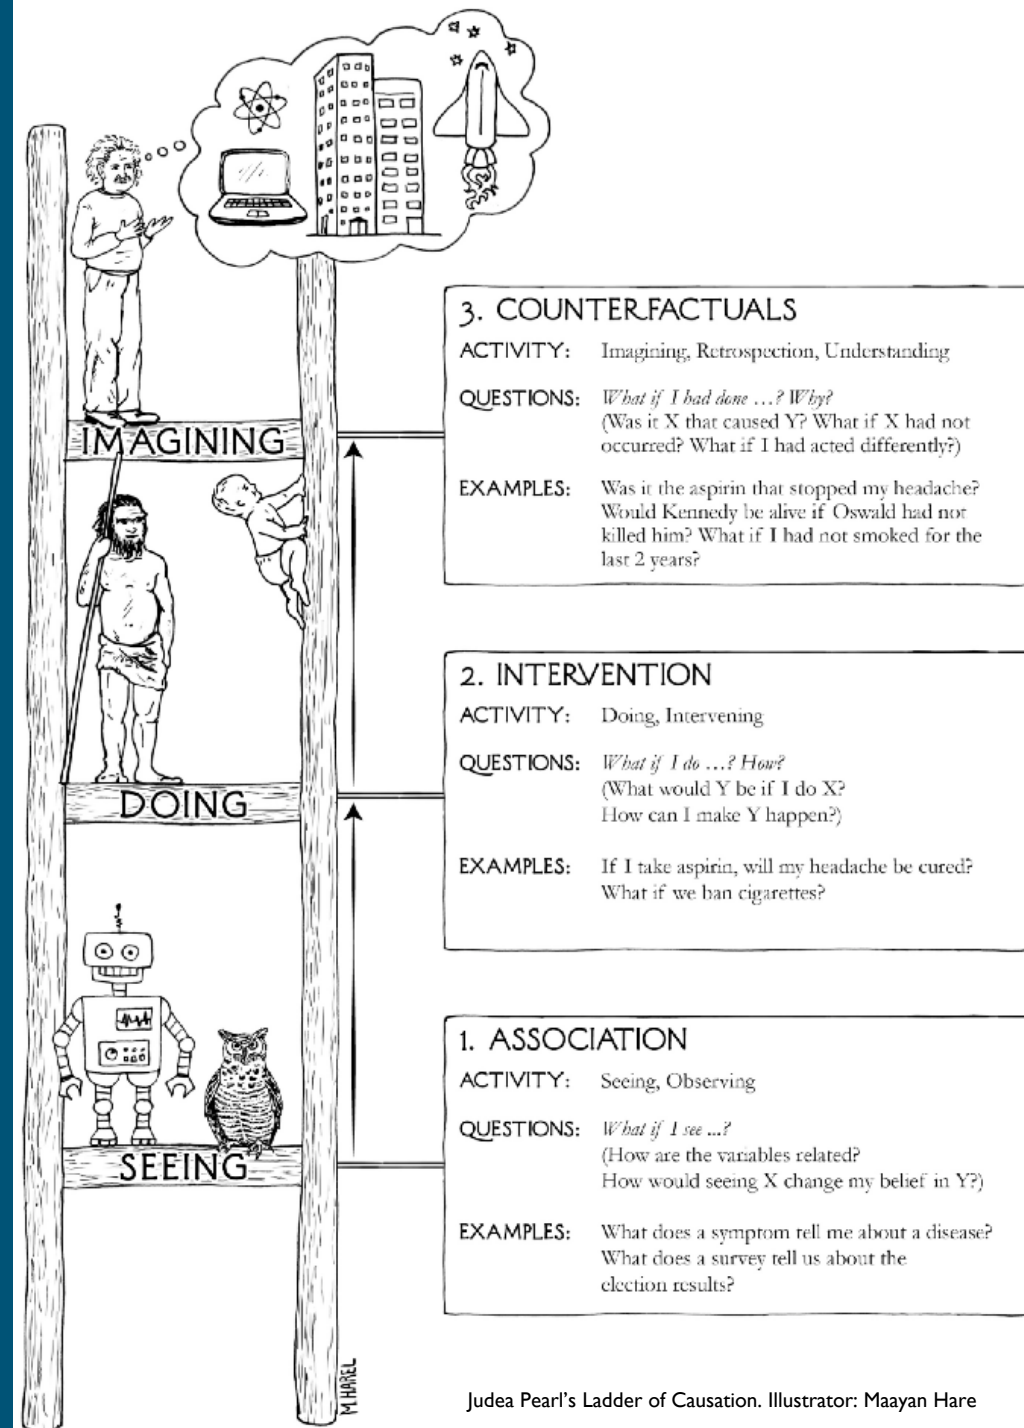 3. COUNTERFACTUALS
ACTIVITY: Imagining, Retrospection, Understanding
QUESTIONS: What if I had done …? Why?
(Was it X that caused Y? What if X had not
occurred? What if I had acted differently?)
EXAMPLES: Was it the aspirin that stopped my headache?
Would Kennedy be alive if Oswald had not
killed him? What if I had not smoked for the
last 2 years?
IMAGINING
2. INTERVENTION
ACTIVITY: Doing, Intervening
QUESTIONS: What if I do …? How?
(What would Y be if I do X?
How can I make Y happen?)
EXAMPLES: If I take aspirin, will my headache be cured?
What if we ban cigarettes?
DOING
1. ASSOCIATION
ACTIVITY: Seeing, Observing
QUESTIONS: What if I see ...?
(How are the variables related?
How would seeing X change my belief in Y?)
EXAMPLES: What does a symptom tell me about a disease?
What does a survey tell us about the
election results?
SEEING
M.HAREL
Judea Pearl's Ladder of Causation. Illustrator: Maayan Hare